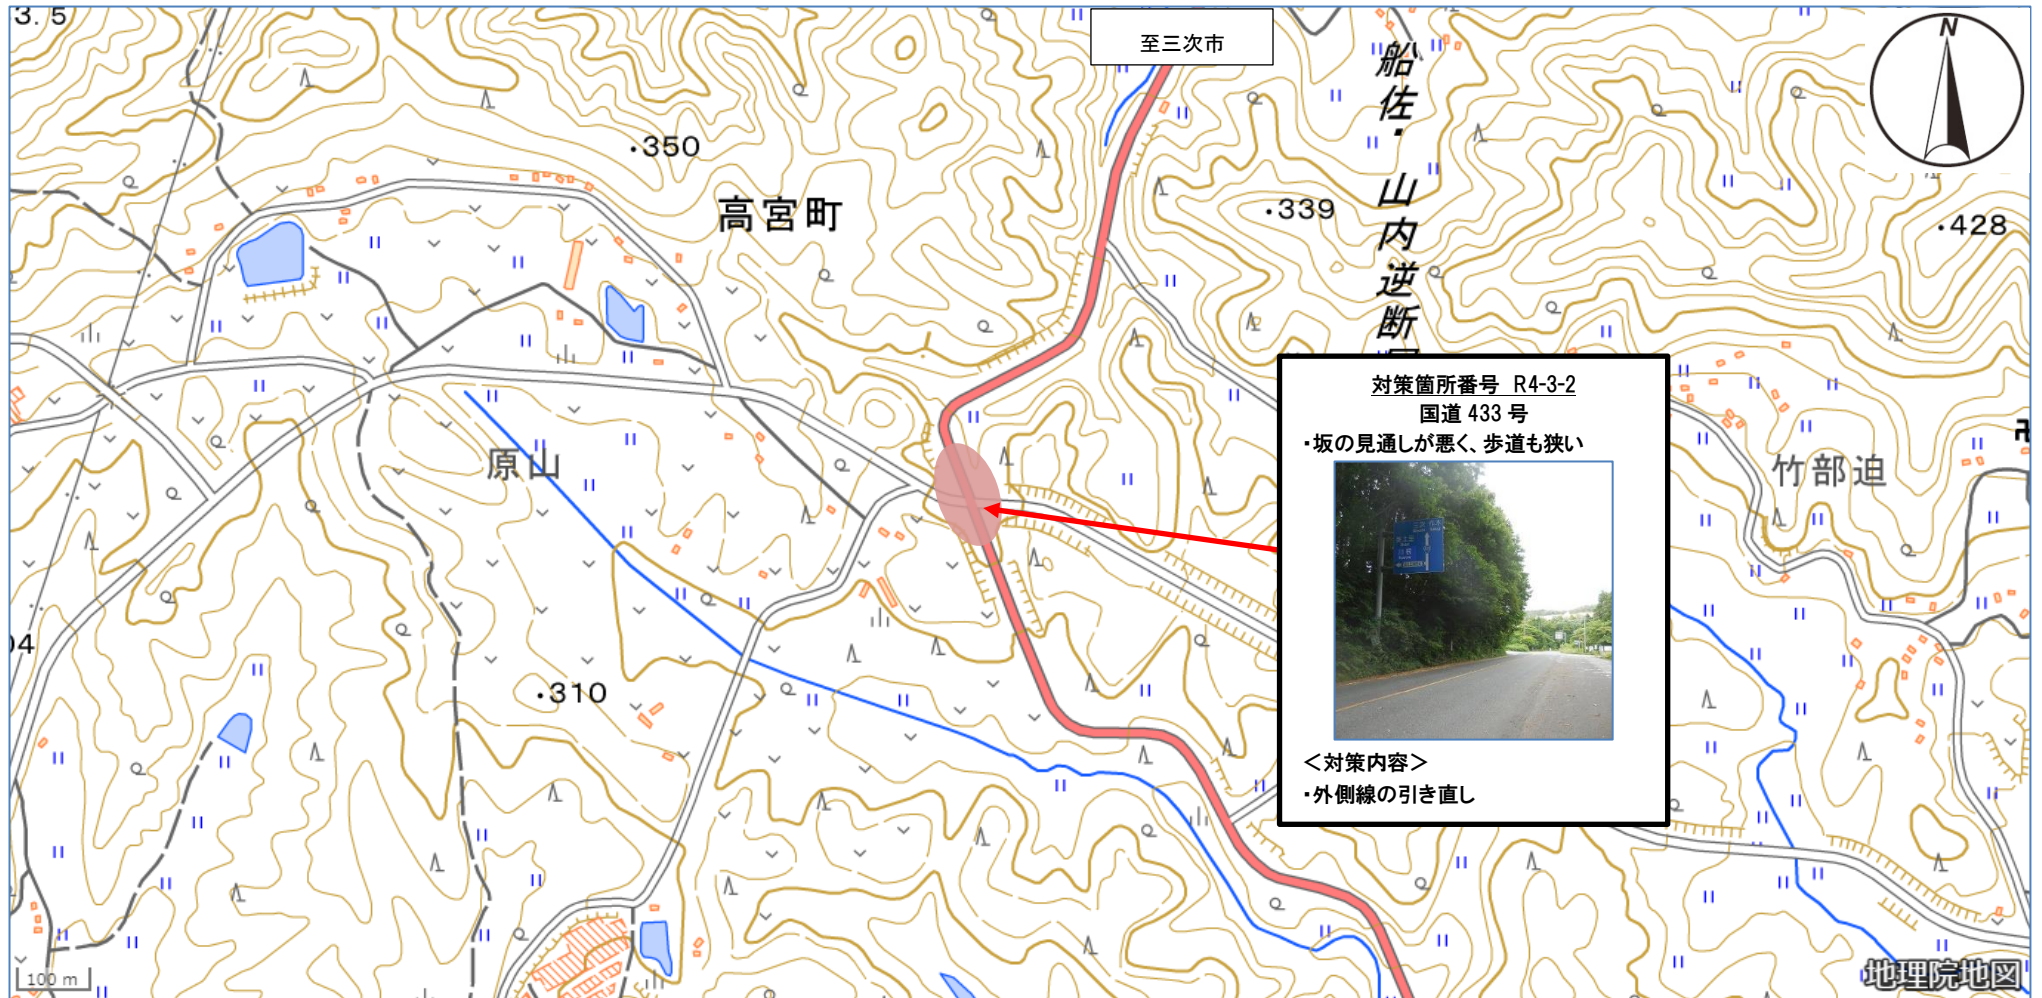 3.5
至三次市
N
船佐・山内逆断
・350
高宮町
・339
・428
対策箇所番号 R4-3-2
国道 433 号
・坂の見通しが悪く、歩道も狭い
原山
竹部迫
04
・310
＜対策内容＞
・外側線の引き直し
100 m
地理院地図